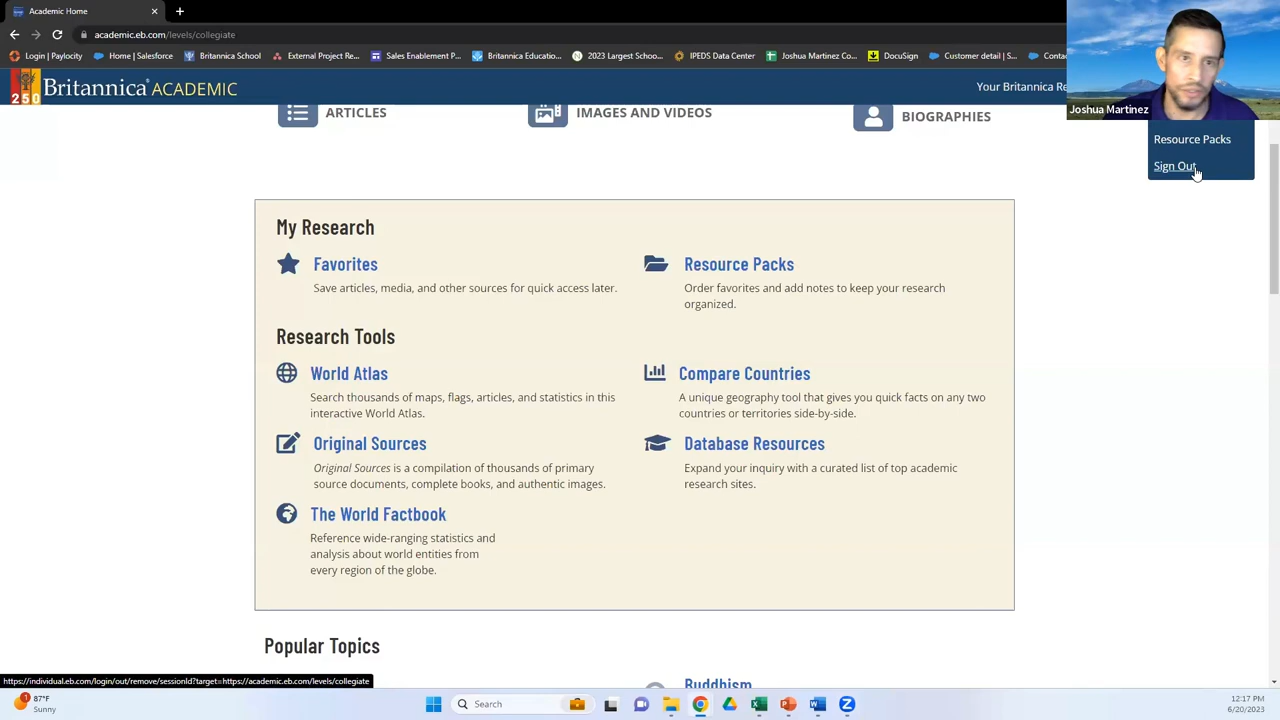 Academic Home
academic.eb.com/levels/collegiate
Login | Paylocity
Home | Salesforce
Britannica School
External Project Re...
Sales Enablement P...
Britannica Educatio...
2023 Largest Schoo...
IPEDS Data Center
Joshua Martinez Co...
DocuSign
Customer detail | S...
Contac
250
Britannica® ACADEMIC
Your Britannica Re
Joshua Martinez
ARTICLES
IMAGES AND VIDEOS
BIOGRAPHIES
Resource Packs
Sign Out
My Research
Favorites
Save articles, media, and other sources for quick access later.
Resource Packs
Order favorites and add notes to keep your research
organized.
Research Tools
World Atlas
Search thousands of maps, flags, articles, and statistics in this
interactive World Atlas.
Compare Countries
A unique geography tool that gives you quick facts on any two
countries or territories side-by-side.
Original Sources
Original Sources is a compilation of thousands of primary
source documents, complete books, and authentic images.
Database Resources
Expand your inquiry with a curated list of top academic
research sites.
The World Factbook
Reference wide-ranging statistics and
analysis about world entities from
every region of the globe.
Popular Topics
Buddhism
https://individual.eb.com/login/out/remove/sessionId?target=https://academic.eb.com/levels/collegiate
1
87°F
Sunny
Search
12:17 PM
6/20/2023